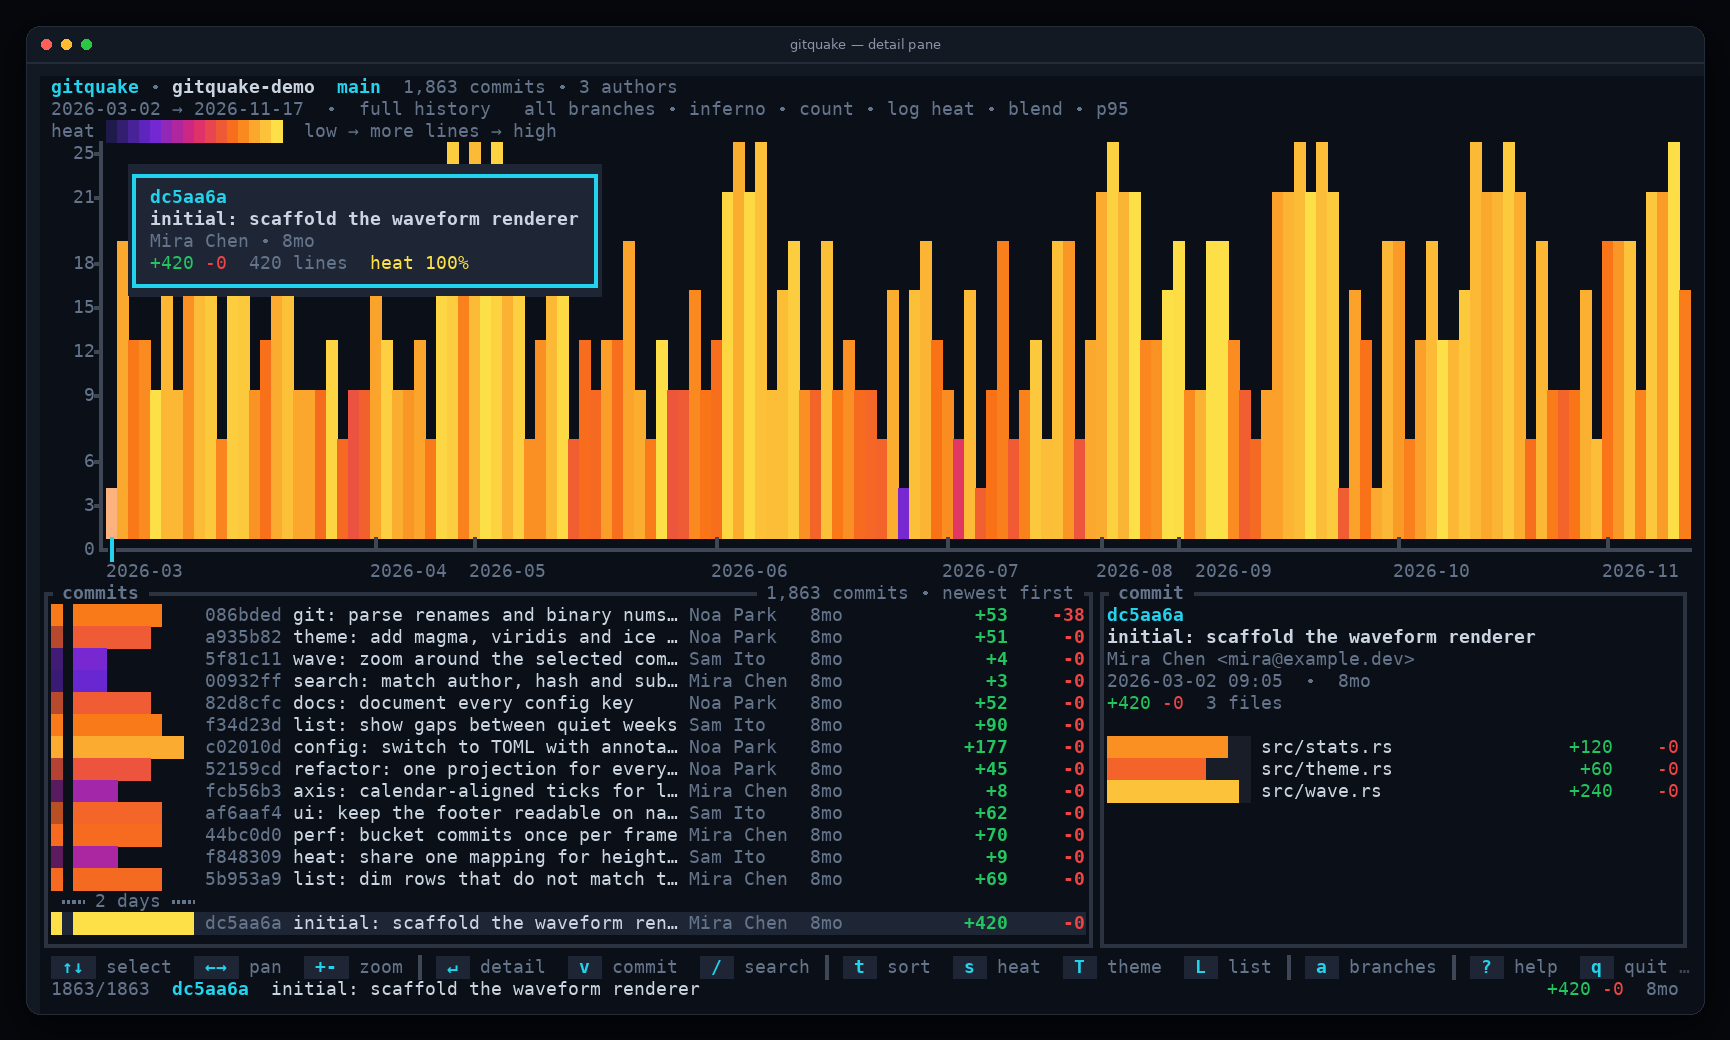 gitquake — detail pane
gitquake • gitquake-demo main 1,863 commits • 3 authors
2026-03-02 → 2026-11-17 • full history all branches • inferno • count • log heat • blend • p95
heat low → more lines → high
25
21
18
15
12
9
6
3
0
dc5aa6a
initial: scaffold the waveform renderer
Mira Chen • 8mo
+420 -0 420 lines heat 100%
2026-03 2026-04 2026-05 2026-06 2026-07 2026-08 2026-09 2026-10 2026-11
commits 1,863 commits • newest first
086bded git: parse renames and binary nums… Noa Park 8mo +53 -38
a935b82 theme: add magma, viridis and ice … Noa Park 8mo +51 -0
5f81c11 wave: zoom around the selected com… Sam Ito 8mo +4 -0
00932ff search: match author, hash and sub… Mira Chen 8mo +3 -0
82d8cfc docs: document every config key Noa Park 8mo +52 -0
f34d23d list: show gaps between quiet weeks Sam Ito 8mo +90 -0
c02010d config: switch to TOML with annota… Noa Park 8mo +177 -0
52159cd refactor: one projection for every… Noa Park 8mo +45 -0
fcb56b3 axis: calendar-aligned ticks for l… Mira Chen 8mo +8 -0
af6aaf4 ui: keep the footer readable on na… Sam Ito 8mo +62 -0
44bc0d0 perf: bucket commits once per frame Mira Chen 8mo +70 -0
f848309 heat: share one mapping for height… Sam Ito 8mo +9 -0
5b953a9 list: dim rows that do not match t… Mira Chen 8mo +69 -0
2 days
dc5aa6a initial: scaffold the waveform ren… Mira Chen 8mo +420 -0
commit
dc5aa6a
initial: scaffold the waveform renderer
Mira Chen <mira@example.dev>
2026-03-02 09:05 • 8mo
+420 -0 3 files
src/stats.rs +120 -0
src/theme.rs +60 -0
src/wave.rs +240 -0
↑↓ select ←→ pan +- zoom ↵ detail v commit / search t sort s heat T theme L list a branches ? help q quit …
1863/1863 dc5aa6a initial: scaffold the waveform renderer +420 -0 8mo